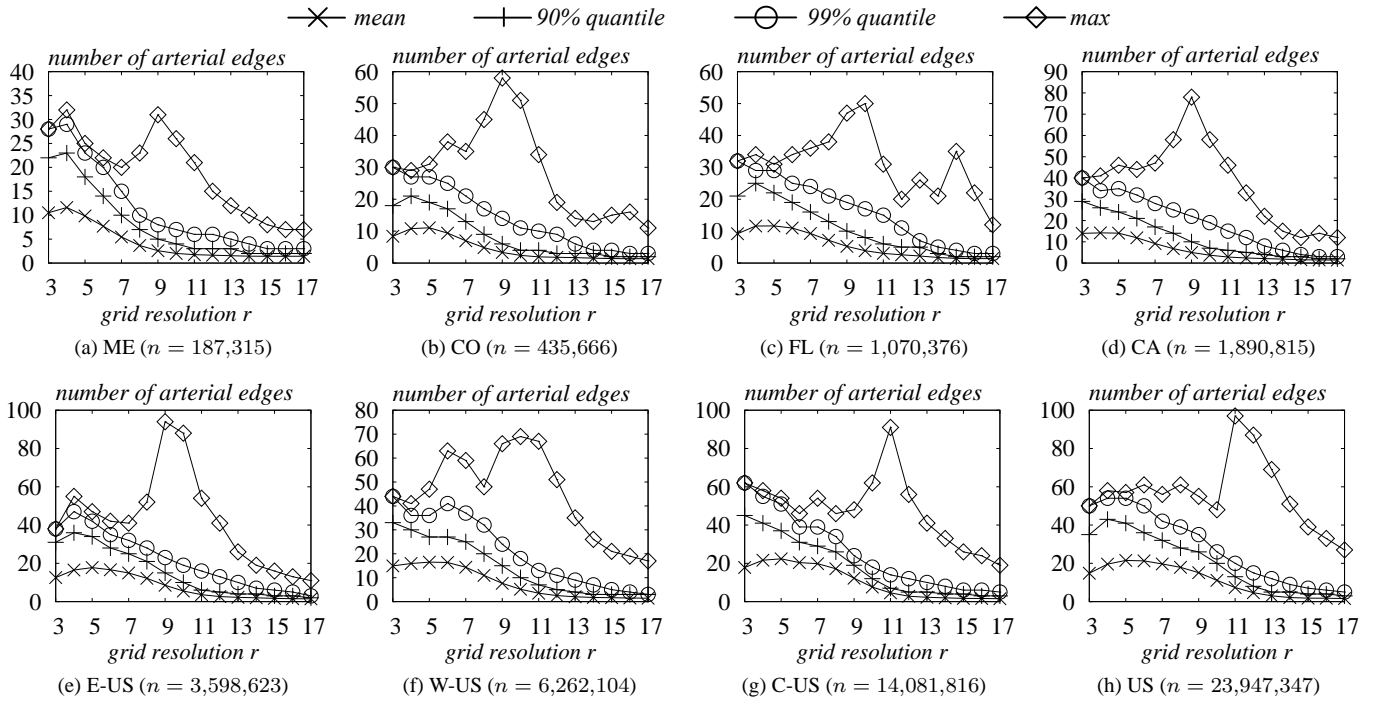 mean 90% quantile 99% quantile max
number of arterial edges
40
35
30
25
20
15
10
5
0
3 5 7 9 11 13 15 17
grid resolution r
(a) ME (n = 187,315)
number of arterial edges
60
50
40
30
20
10
0
3 5 7 9 11 13 15 17
grid resolution r
(b) CO (n = 435,666)
number of arterial edges
60
50
40
30
20
10
0
3 5 7 9 11 13 15 17
grid resolution r
(c) FL (n = 1,070,376)
number of arterial edges
90
80
70
60
50
40
30
20
10
0
3 5 7 9 11 13 15 17
grid resolution r
(d) CA (n = 1,890,815)
number of arterial edges
100
80
60
40
20
0
3 5 7 9 11 13 15 17
grid resolution r
(e) E-US (n = 3,598,623)
number of arterial edges
80
70
60
50
40
30
20
10
0
3 5 7 9 11 13 15 17
grid resolution r
(f) W-US (n = 6,262,104)
number of arterial edges
100
80
60
40
20
0
3 5 7 9 11 13 15 17
grid resolution r
(g) C-US (n = 14,081,816)
number of arterial edges
100
80
60
40
20
0
3 5 7 9 11 13 15 17
grid resolution r
(h) US (n = 23,947,347)